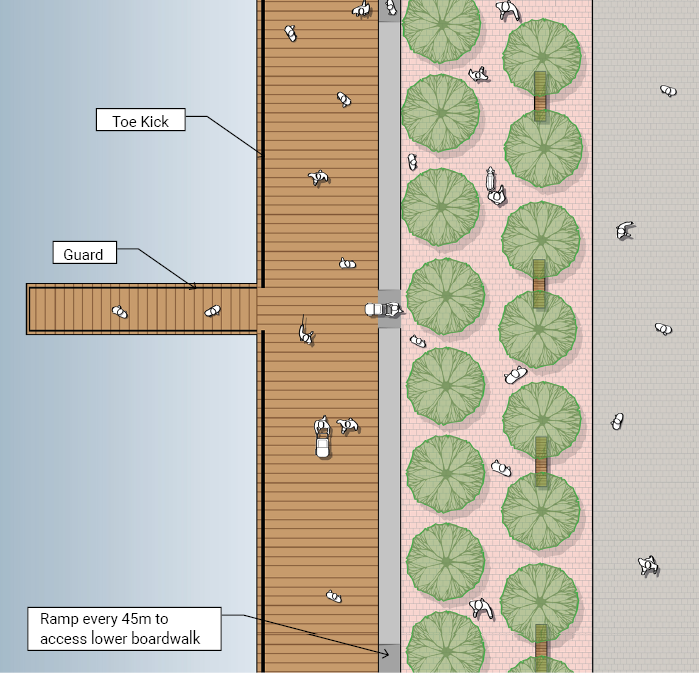 Toe Kick
Guard
Ramp every 45m to
access lower boardwalk